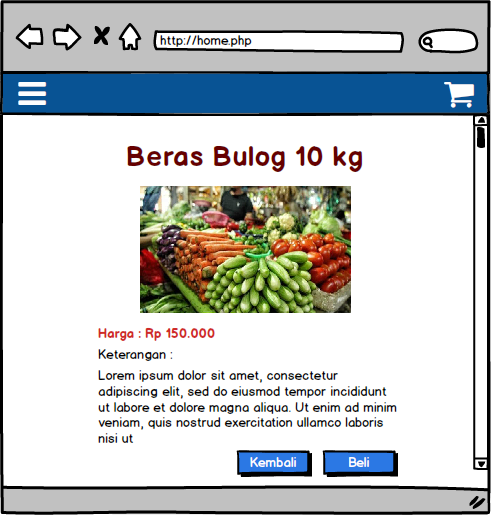 http://home.php
Beras Bulog 10 kg
Harga : Rp 150.000
Keterangan :
Lorem ipsum dolor sit amet, consectetur
adipiscing elit, sed do eiusmod tempor incididunt
ut labore et dolore magna aliqua. Ut enim ad minim
veniam, quis nostrud exercitation ullamco laboris
nisi ut
Kembali Beli